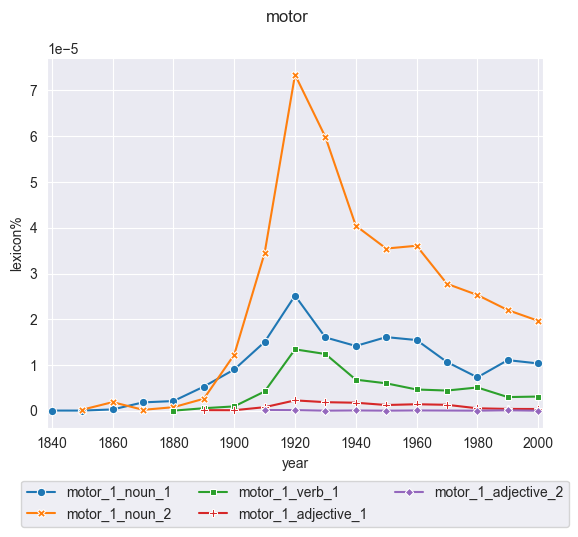 motor
1e−5
7
6
5
4
3
2
1
0
lexicon%
1840 1860 1880 1900 1920 1940 1960 1980 2000
year
motor_1_noun_1 motor_1_verb_1 motor_1_adjective_2
motor_1_noun_2 motor_1_adjective_1